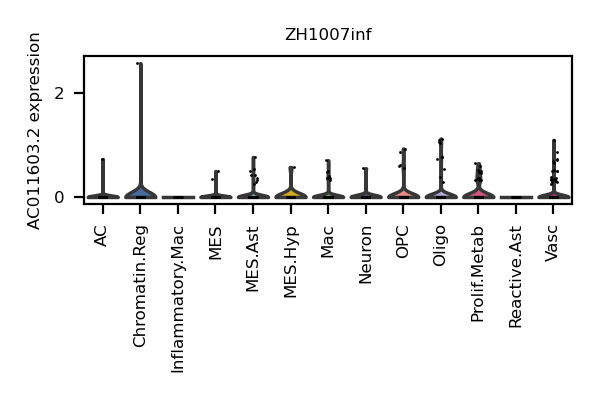 ZH1007inf
AC011603.2 expression
2
0
AC
Chromatin.Reg
Inflammatory.Mac
MES
MES.Ast
MES.Hyp
Mac
Neuron
OPC
Oligo
Prolif.Metab
Reactive.Ast
Vasc